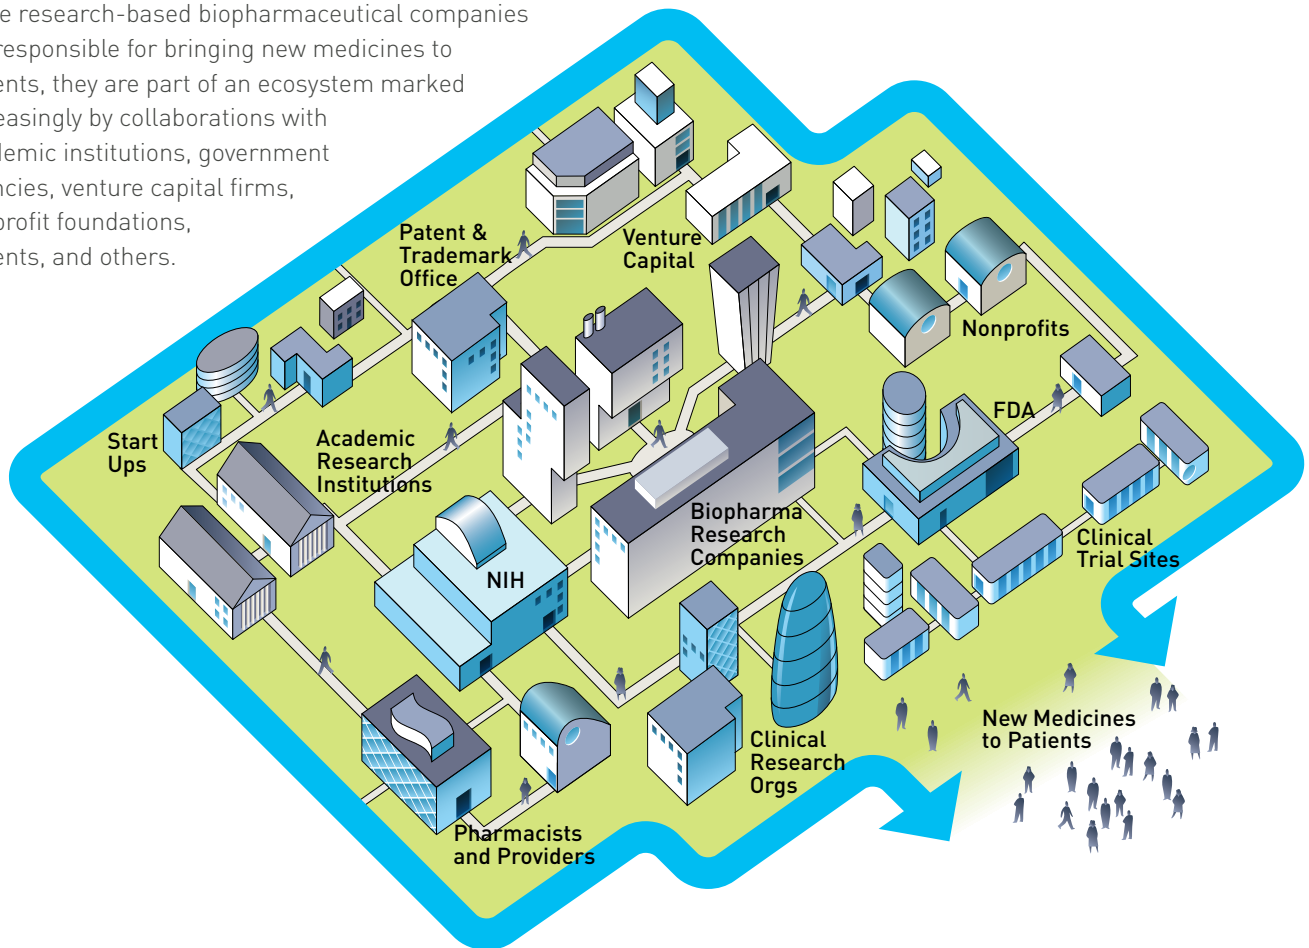 e research-based biopharmaceutical companies
responsible for bringing new medicines to
ents, they are part of an ecosystem marked
easingly by collaborations with
demic institutions, government
ncies, venture capital firms,
profit foundations,
ents, and others.
Patent &
Trademark
Office
Venture
Capital
Nonprofits
Start
Ups
Academic
Research
Institutions
FDA
Biopharma
Research
Companies
NIH
Clinical
Trial Sites
New Medicines
to Patients
Clinical
Research
Orgs
Pharmacists
and Providers